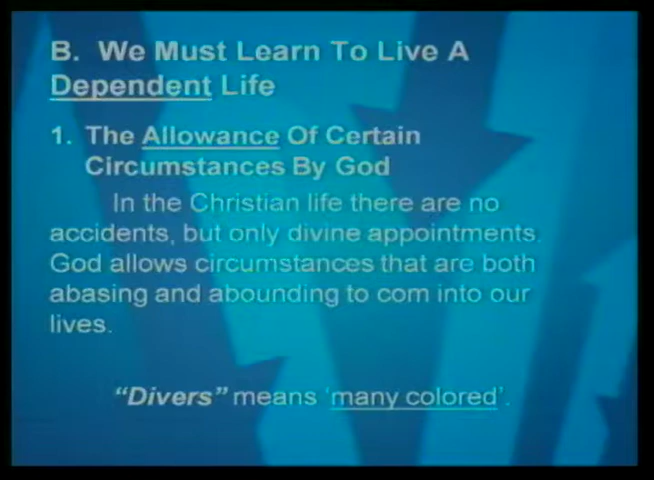 B. We Must Learn To Live A
Dependent Life
1. The Allowance Of Certain
Circumstances By God
In the Christian life there are no
accidents, but only divine appointments.
God allows circumstances that are both
abasing and abounding to com into our
lives.
“Divers” means ‘many colored’.